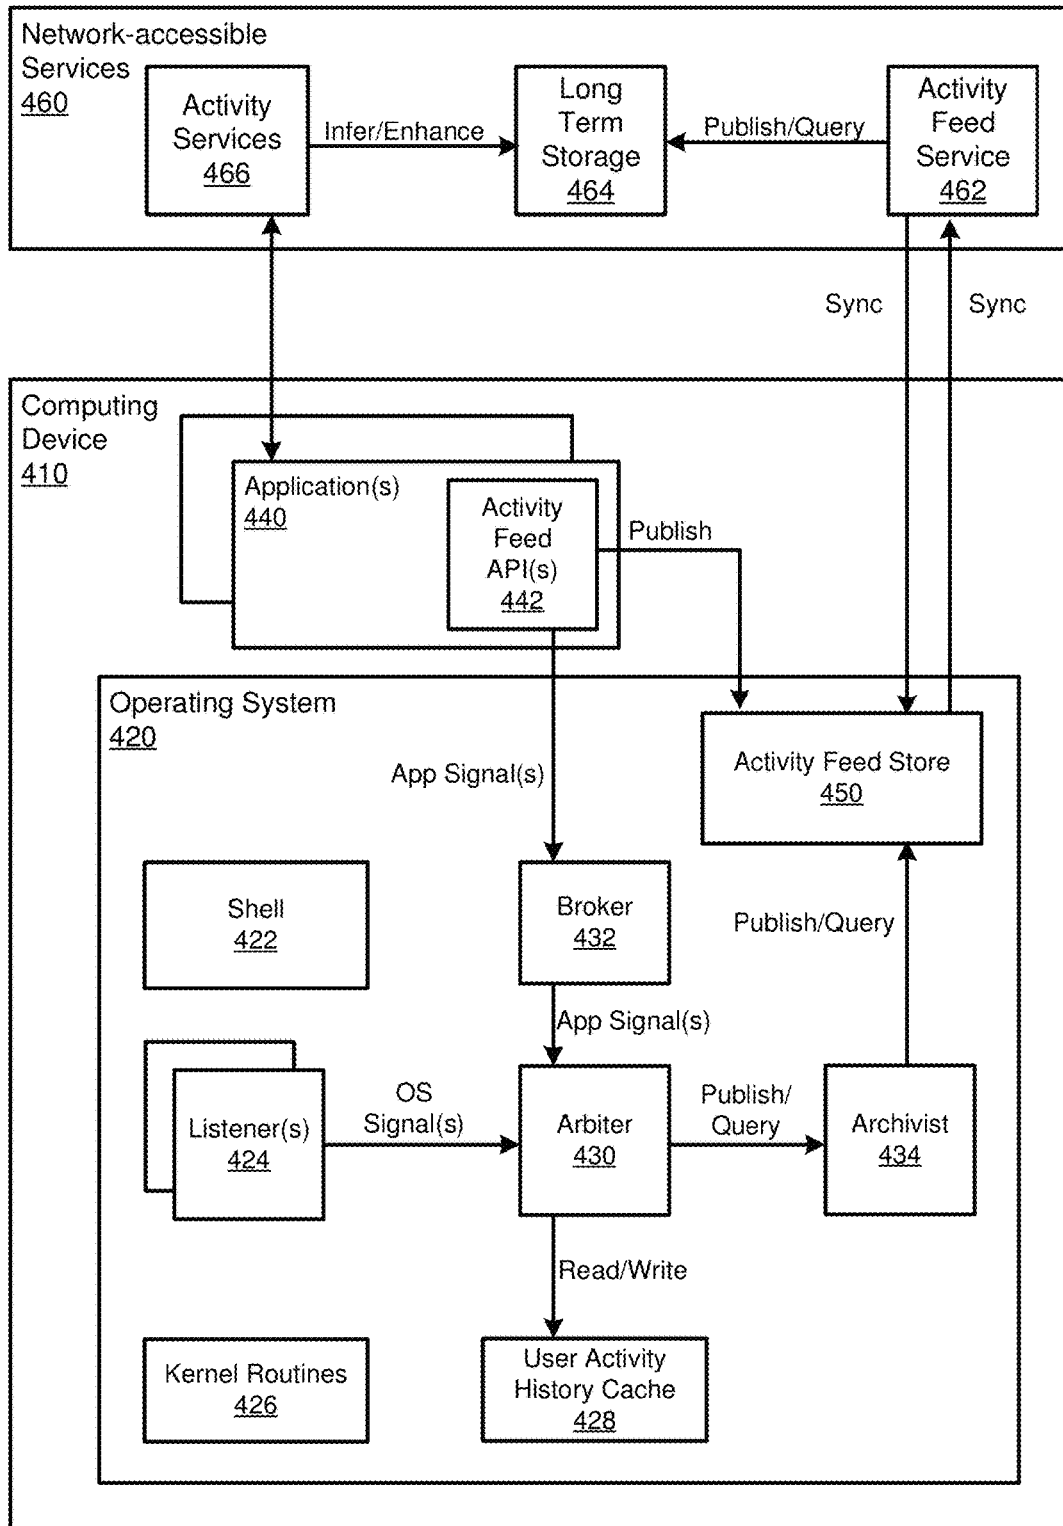 Network-accessible
Services
460
Activity
Services
466
Infer/Enhance
Long
Term
Storage
464
Publish/Query
Activity
Feed
Service
462
Sync
Sync
Computing
Device
410
Application(s)
440
Activity
Feed
API(s)
442
Publish
Operating System
420
App Signal(s)
Activity Feed Store
450
Shell
422
Broker
432
Publish/Query
App Signal(s)
Listener(s)
424
OS
Signal(s)
Arbiter
430
Publish/
Query
Archivist
434
Read/Write
Kernel Routines
426
User Activity
History Cache
428